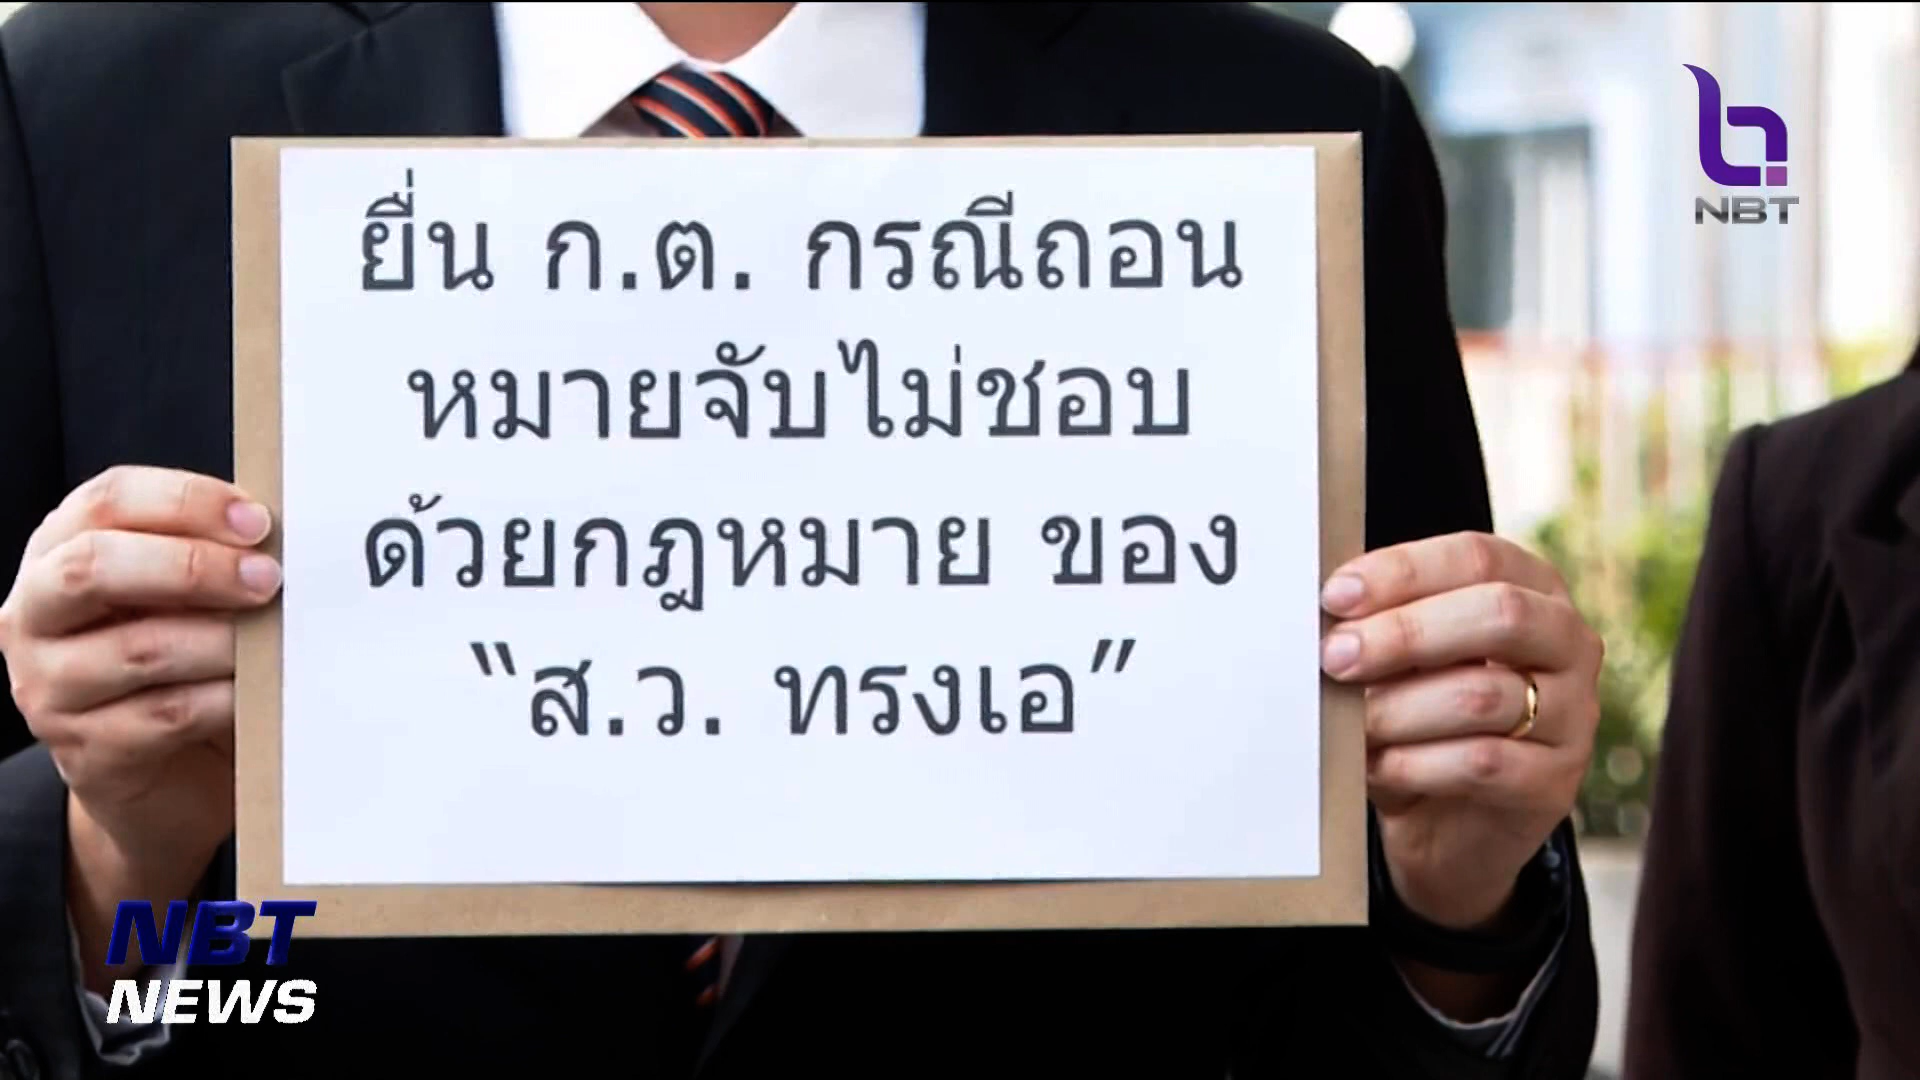 NBT
ยื่น ก.ต. กรณีถอน
หมายจับไม่ชอบ
ด้วยกฎหมาย ของ
“ส.ว. ทรงเอ”
NBT
NEWS